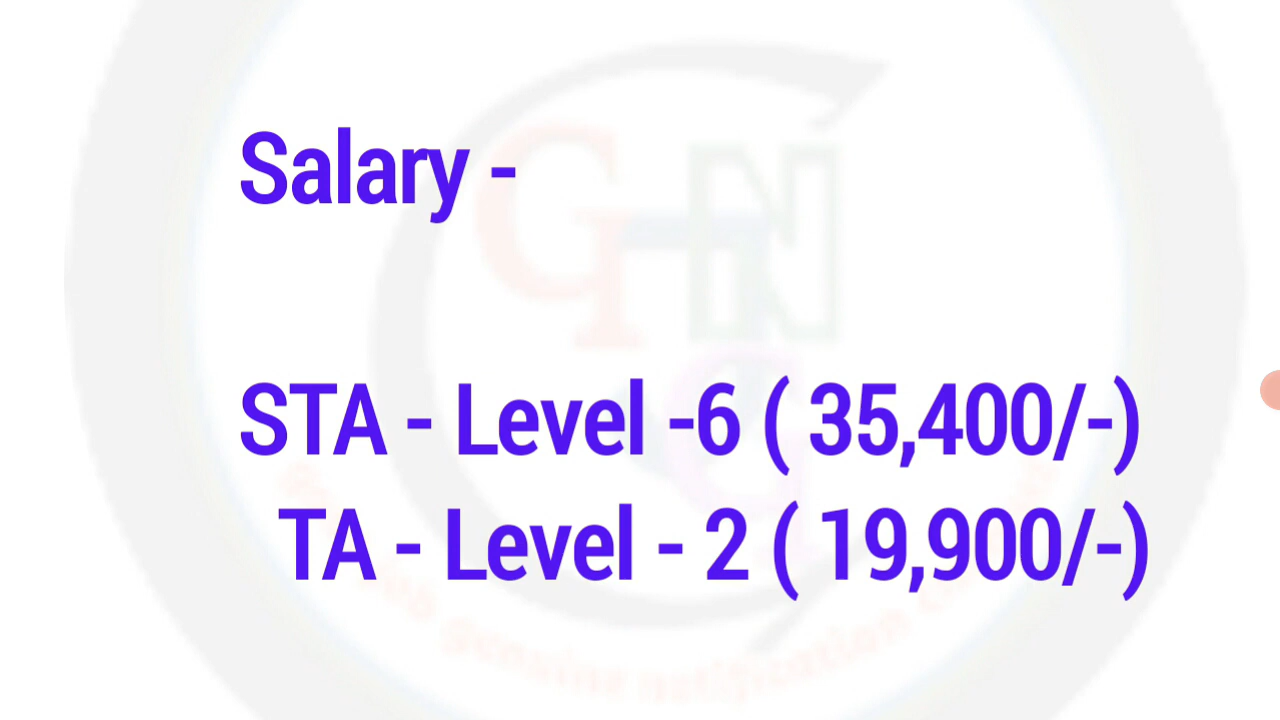 Salary -
STA - Level -6 ( 35,400/-)
TA - Level - 2 ( 19,900/-)